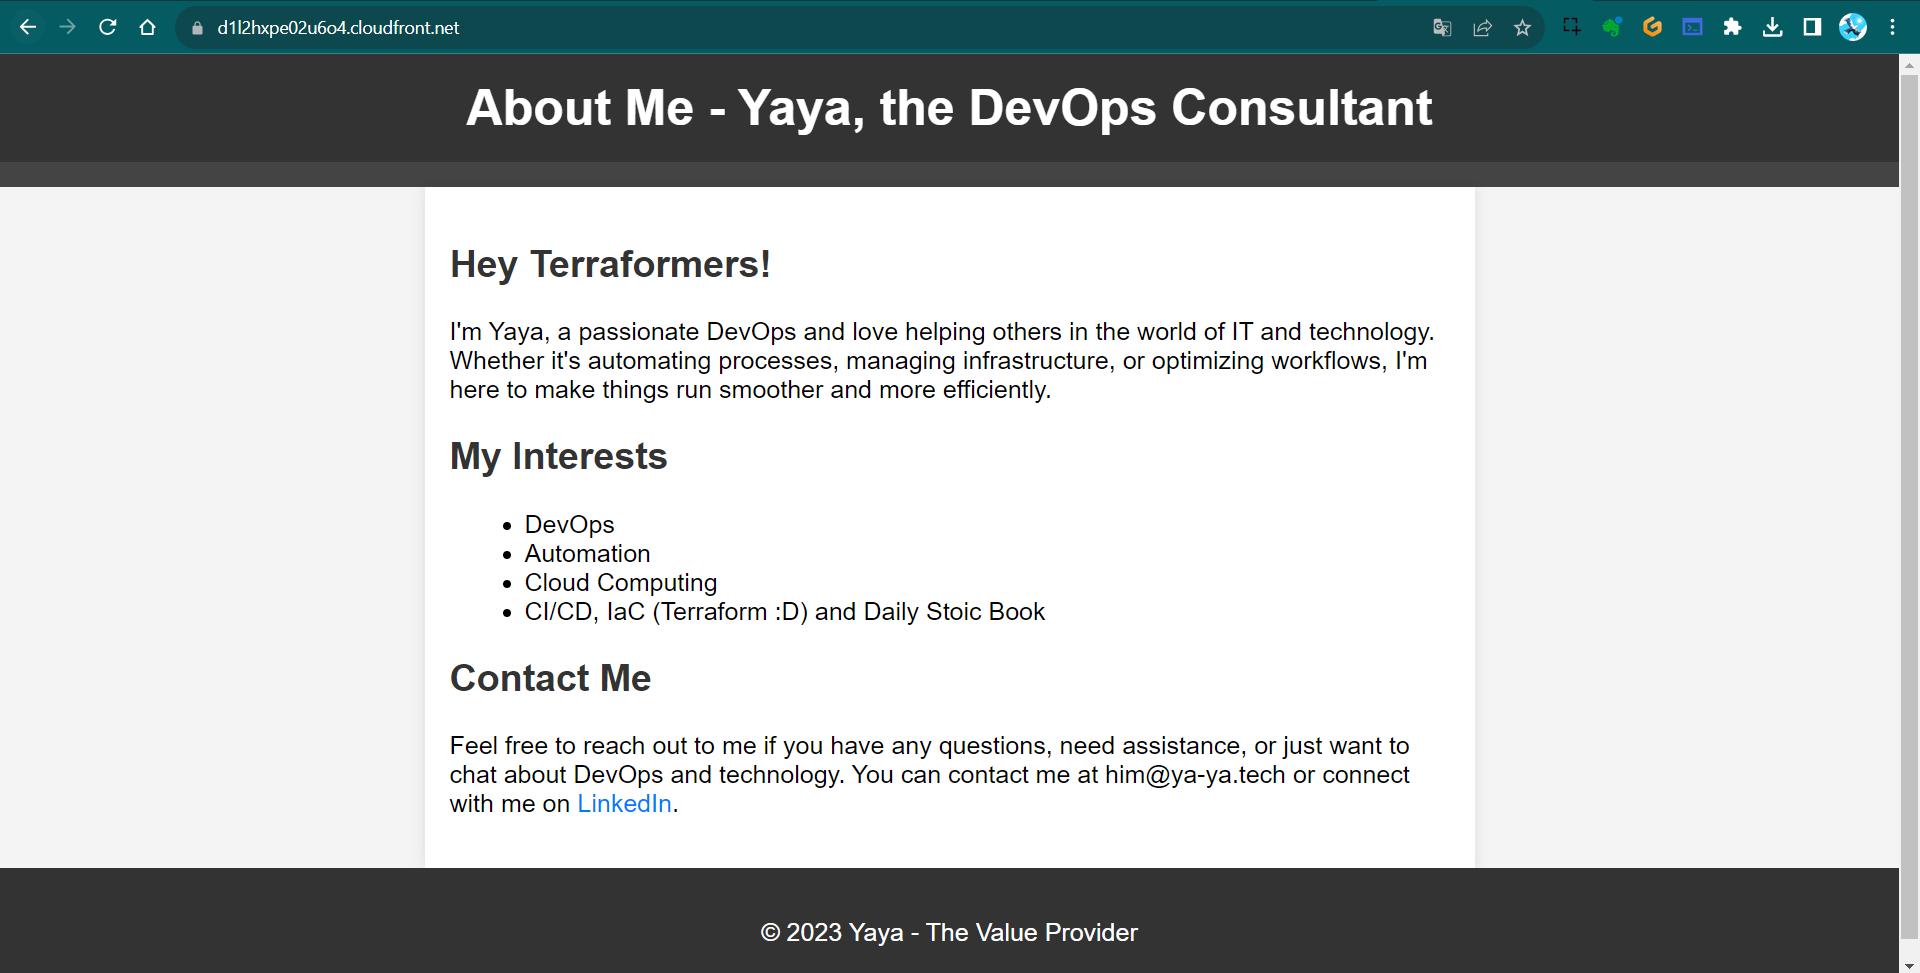 d1l2hxpe02u6o4.cloudfront.net
About Me - Yaya, the DevOps Consultant
Hey Terraformers!
I'm Yaya, a passionate DevOps and love helping others in the world of IT and technology.
Whether it's automating processes, managing infrastructure, or optimizing workflows, I'm
here to make things run smoother and more efficiently.
My Interests
• DevOps
• Automation
• Cloud Computing
• CI/CD, IaC (Terraform :D) and Daily Stoic Book
Contact Me
Feel free to reach out to me if you have any questions, need assistance, or just want to
chat about DevOps and technology. You can contact me at him@ya-ya.tech or connect
with me on LinkedIn.
© 2023 Yaya - The Value Provider